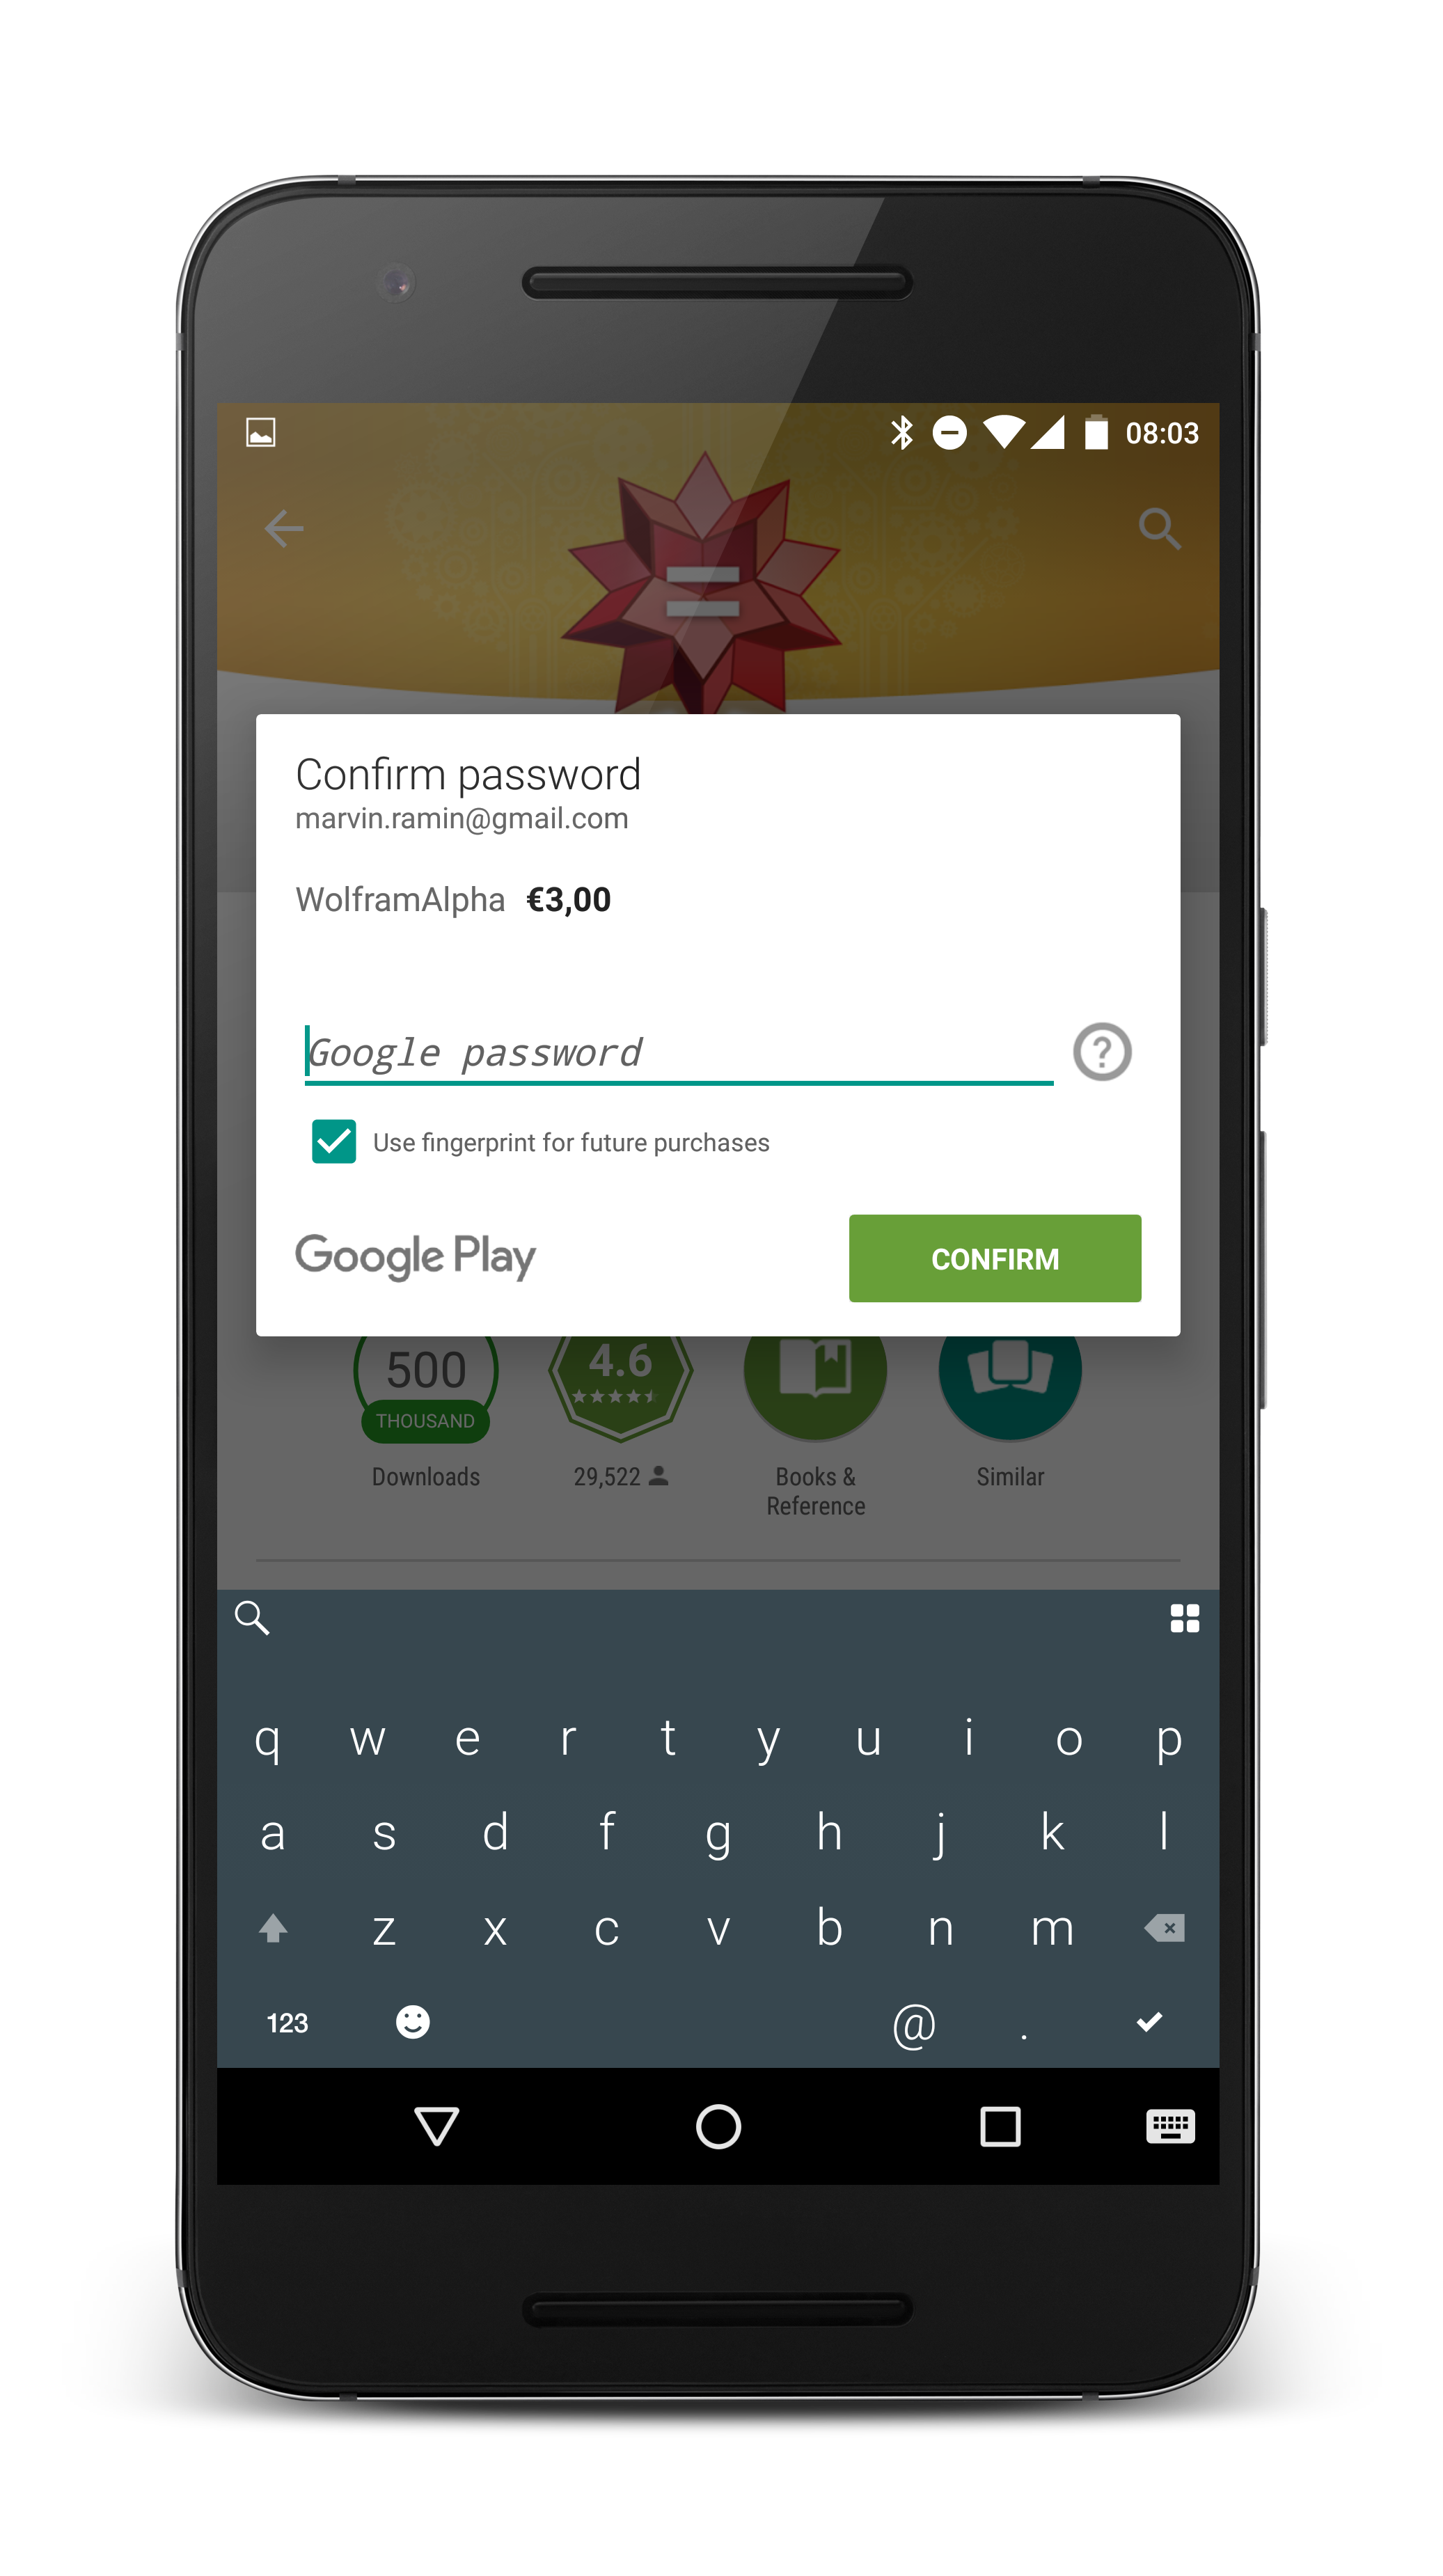 08:03
Confirm password
marvin.ramin@gmail.com
WolframAlpha €3,00
Google password
Use fingerprint for future purchases
Google Play
CONFIRM
500
THOUSAND
4.6
Downloads
29,522
Books &
Reference
Similar
q w e r t y u i o p
a s d f g h j k l
z x c v b n m
123 @ .